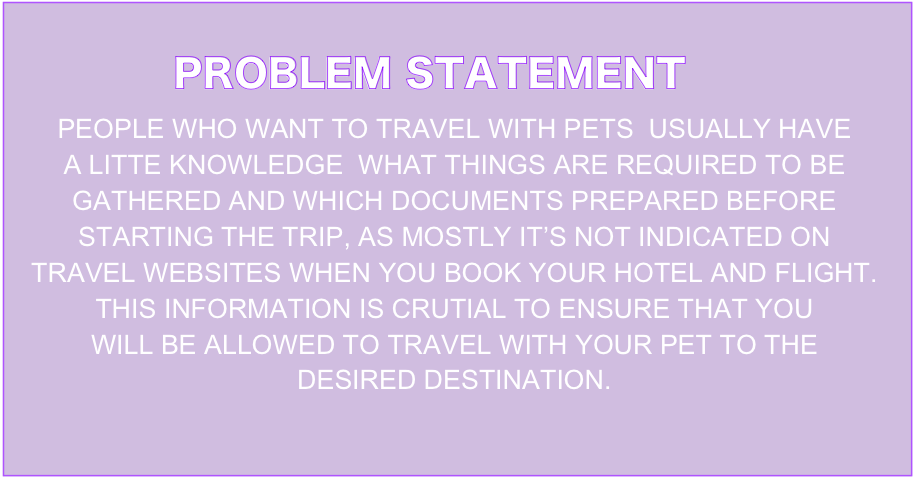 PROBLEM STATEMENT
PEOPLE WHO WANT TO TRAVEL WITH PETS  USUALLY HAVE
A LITTE KNOWLEDGE  WHAT THINGS ARE REQUIRED TO BE
GATHERED AND WHICH DOCUMENTS PREPARED BEFORE
STARTING THE TRIP, AS MOSTLY IT’S NOT INDICATED ON
TRAVEL WEBSITES WHEN YOU BOOK YOUR HOTEL AND FLIGHT.
THIS INFORMATION IS CRUTIAL TO ENSURE THAT YOU
WILL BE ALLOWED TO TRAVEL WITH YOUR PET TO THE
DESIRED DESTINATION.